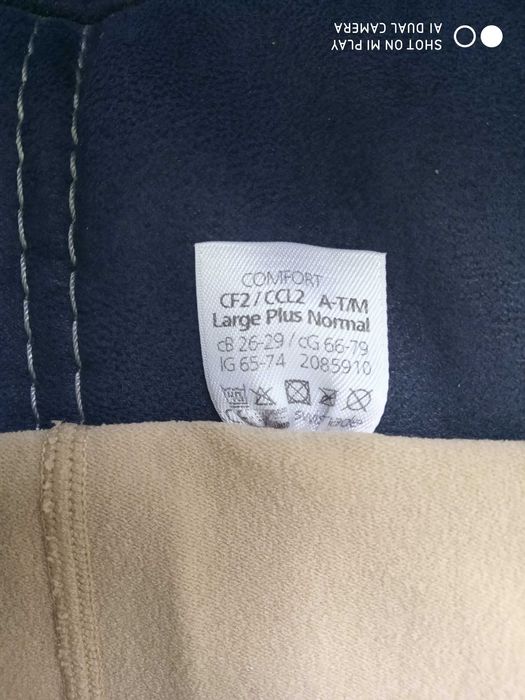 SHOT ON MI PLAY
AI DUAL CAMERA
COMFORT
CF2/CCL2 A-T/M
Large Plus Normal
cB 26-29 / cG 66-79
lG 65-74 2085910